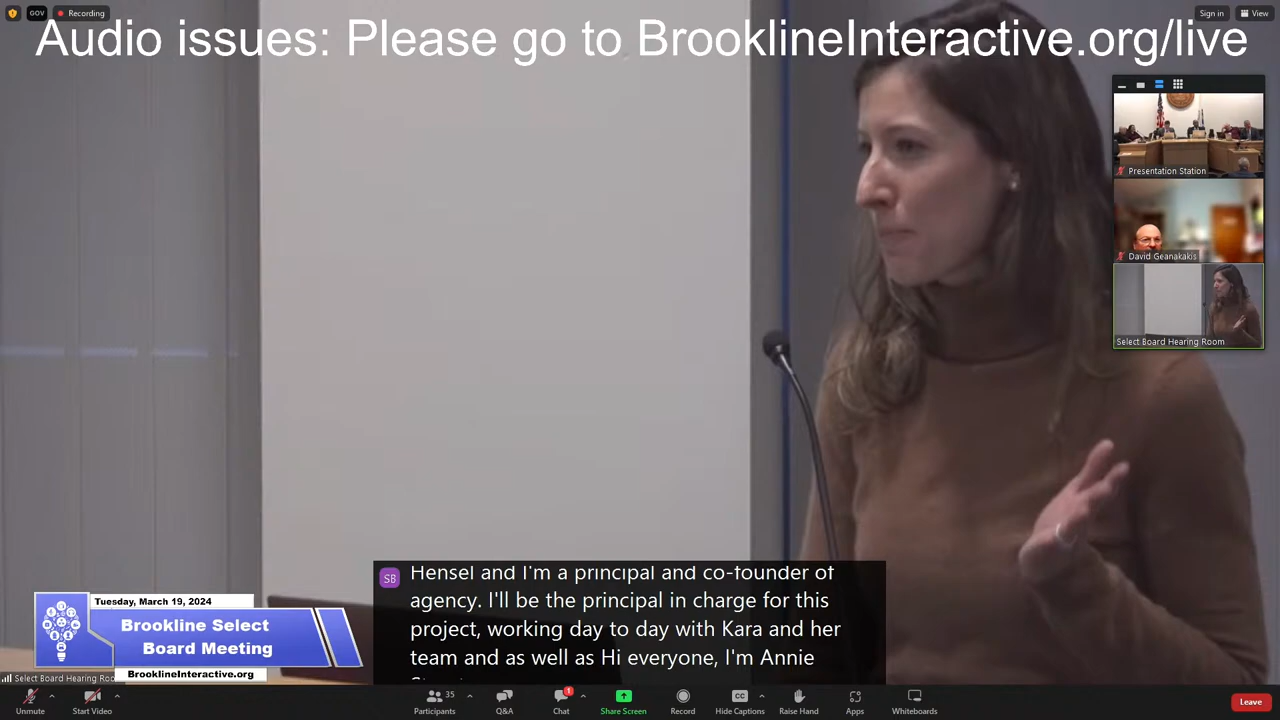 GOV
Recording
Sign in
View
Audio issues: Please go to BrooklineInteractive.org/live
Presentation Station
David Geanakakis
Select Board Hearing Room
SB
Hensel and I'm a principal and co-founder of
agency. I'll be the principal in charge for this
project, working day to day with Kara and her
team and as well as Hi everyone, I'm Annie
Tuesday, March 19, 2024
Brookline Select
Board Meeting
BrooklineInteractive.org
Select Board Hearing Roo
Unmute
Start Video
Participants
35
Q&A
Chat
1
Share Screen
Record
CC
Hide Captions
Raise Hand
Apps
Whiteboards
Leave